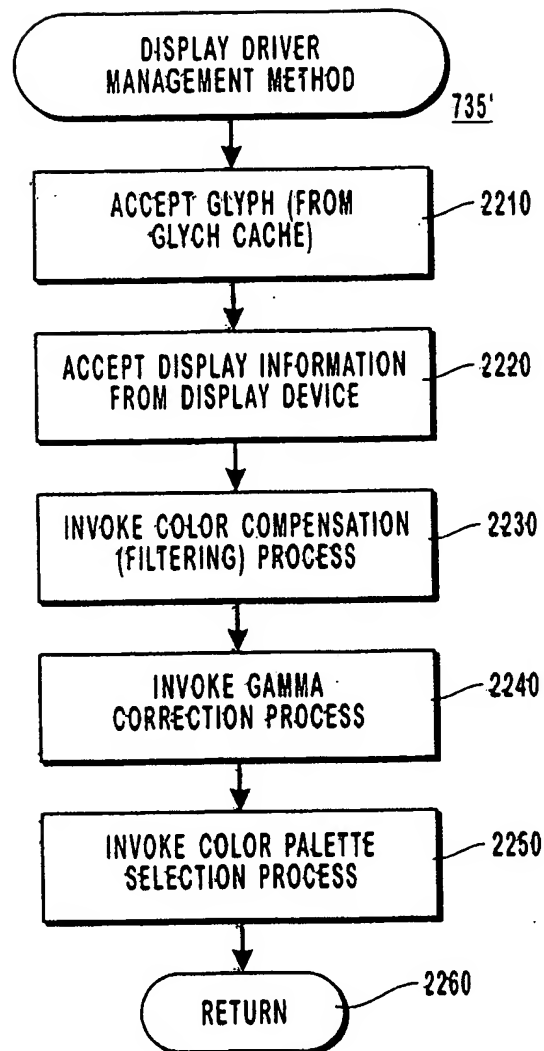 DISPLAY DRIVER
MANAGEMENT METHOD
735'
ACCEPT GLYPH (FROM
GLYCH CACHE)
2210
ACCEPT DISPLAY INFORMATION
FROM DISPLAY DEVICE
2220
INVOKE COLOR COMPENSATION
(FILTERING) PROCESS
2230
INVOKE GAMMA
CORRECTION PROCESS
2240
INVOKE COLOR PALETTE
SELECTION PROCESS
2250
RETURN
2260